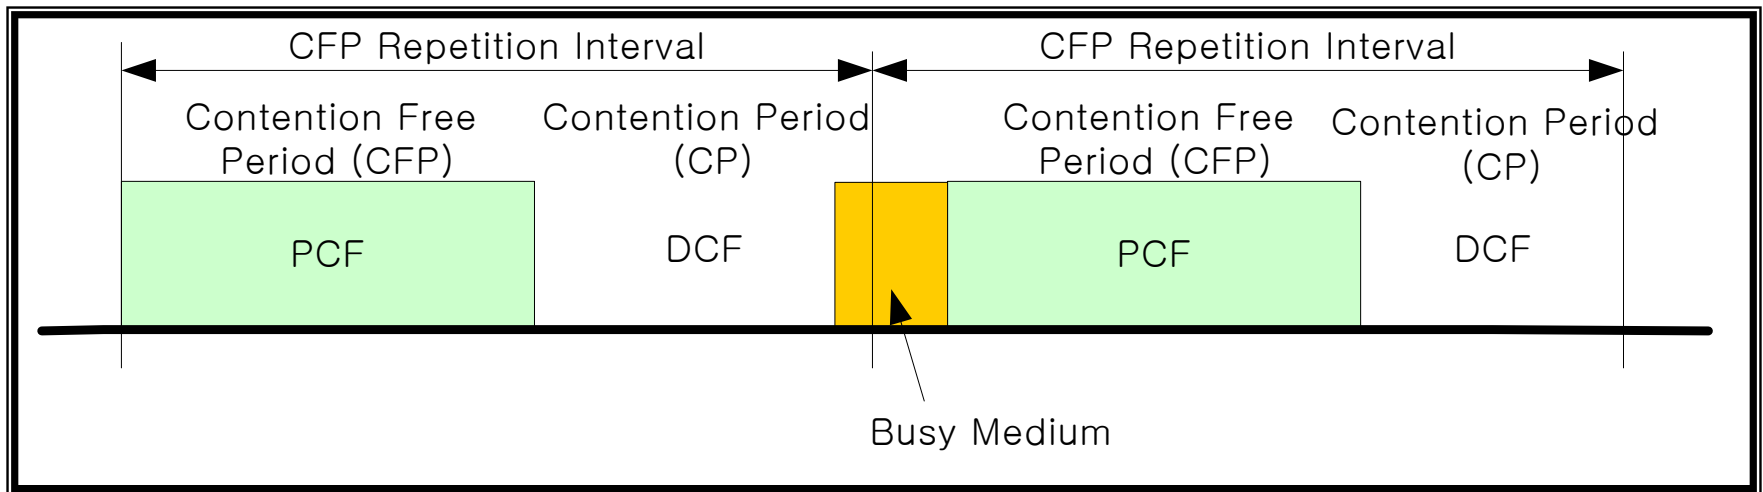 CFP Repetition Interval
CFP Repetition Interval
Contention Free
Period (CFP)
Contention Period
(CP)
Contention Free
Period (CFP)
Contention Period
(CP)
PCF
DCF
PCF
DCF
Busy Medium